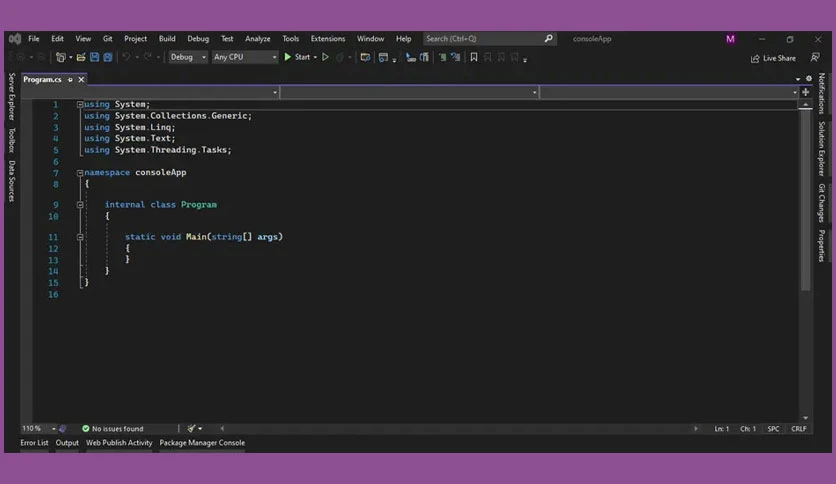 File Edit View Git Project Build Debug Test Analyze Tools Extensions Window Help Search (Ctrl+Q) consoleApp M
Debug Any CPU Start Live Share
Server Explorer
Toolbox
Data Sources
Program.cs
1 using System;
2 using System.Collections.Generic;
3 using System.Linq;
4 using System.Text;
5 using System.Threading.Tasks;
6
7 namespace consoleApp
8 {
9 internal class Program
10 {
11 static void Main(string[] args)
12 {
13 }
14 }
15 }
16
Notifications
Solution Explorer
Git Changes
Properties
110 % No issues found Ln: 1 Ch: 1 SPC CRLF
Error List Output Web Publish Activity Package Manager Console